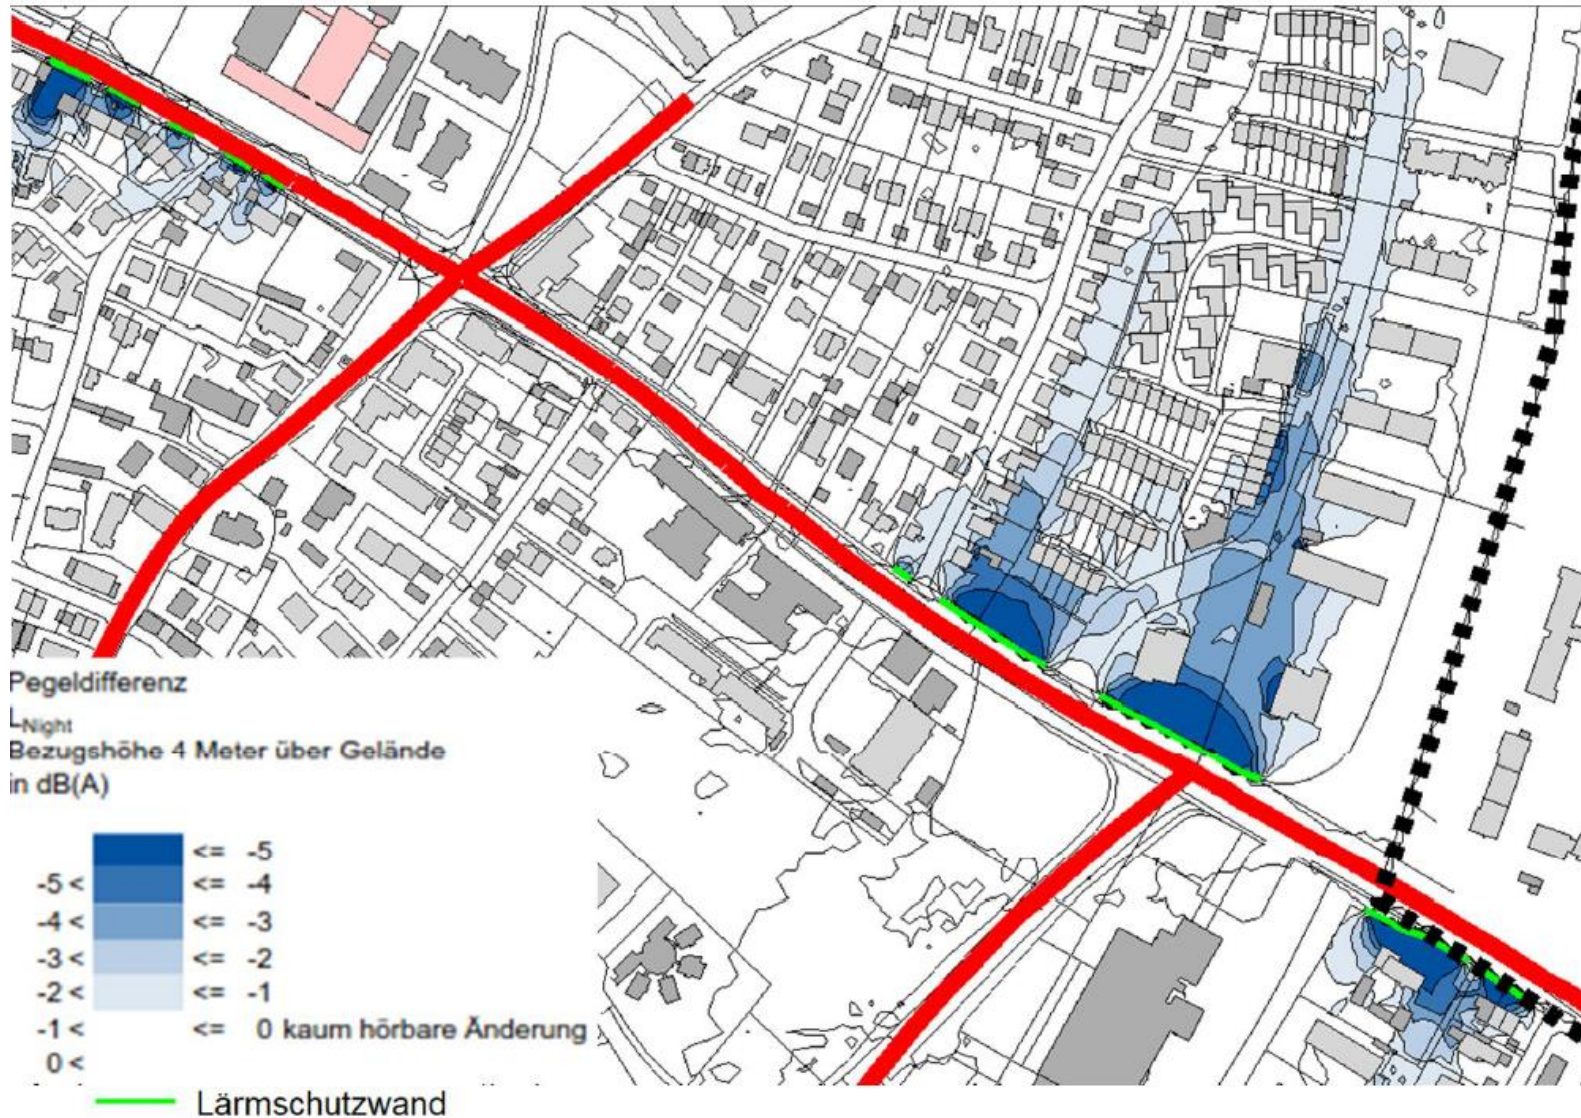 Pegeldifferenz
LNight
Bezugshöhe 4 Meter über Gelände
in dB(A)
<= -5
-5 < <= -4
-4 < <= -3
-3 < <= -2
-2 < <= -1
-1 < <= 0 kaum hörbare Änderung
0 <
Lärmschutzwand